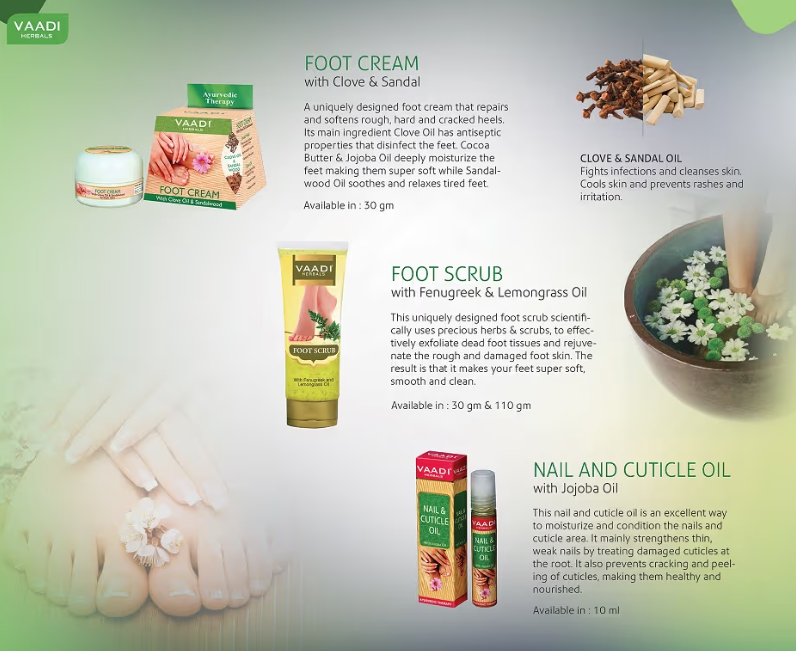 VAADI
HERBALS
FOOT CREAM
with Clove & Sandal
A uniquely designed foot cream that repairs
and softens rough, hard and cracked heels.
Its main ingredient Clove Oil has antiseptic
properties that disinfect the feet. Cocoa
Butter & Jojoba Oil deeply moisturize the
feet making them super soft while Sandal-
wood Oil soothes and relaxes tired feet.
Available in : 30 gm
Ayurvedic
Therapy
VAADI
HERBALS
FOOT CREAM
With Clove Oil & Sandalwood
FOOT CREAM
CLOVE & SANDAL OIL
Fights infections and cleanses skin.
Cools skin and prevents rashes and
irritation.
VAADI
HERBALS
FOOT SCRUB
With Fenugreek and
Lemongrass Oil
FOOT SCRUB
with Fenugreek & Lemongrass Oil
This uniquely designed foot scrub scientifi-
cally uses precious herbs & scrubs, to effec-
tively exfoliate dead foot tissues and rejuve-
nate the rough and damaged foot skin. The
result is that it makes your feet super soft,
smooth and clean.
Available in : 30 gm & 110 gm
VAADI
HERBALS
NAIL &
CUTICLE
OIL
VAADI
NAIL &
CUTICLE
OIL
NAIL AND CUTICLE OIL
with Jojoba Oil
This nail and cuticle oil is an excellent way
to moisturize and condition the nails and
cuticle area. It mainly strengthens thin,
weak nails by treating damaged cuticles at
the root. It also prevents cracking and peel-
ing of cuticles, making them healthy and
nourished.
Available in : 10 ml